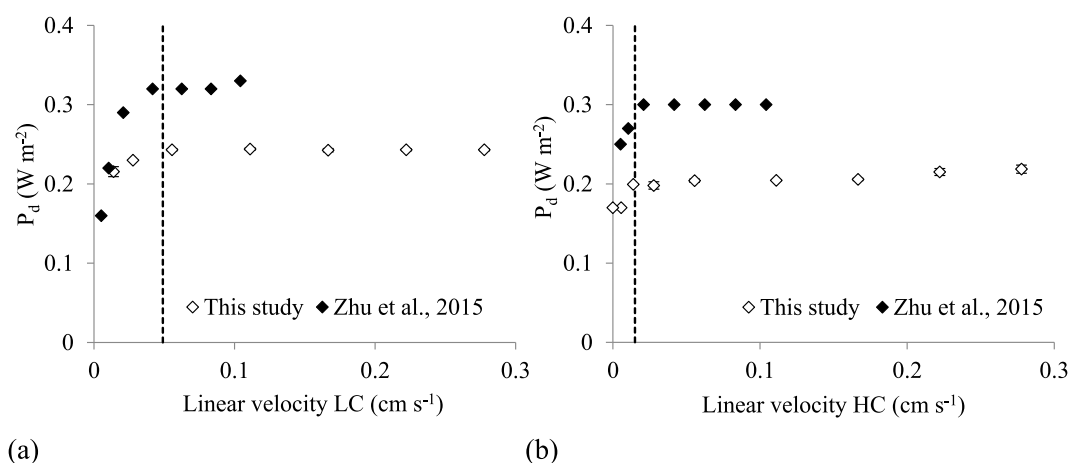 0.4
0.3
0.2
0.1
0
P_d (W m⁻²)
This study
Zhu et al., 2015
0
0.1
0.2
0.3
Linear velocity LC (cm s⁻¹)
(a)
0.4
0.3
0.2
0.1
0
P_d (W m⁻²)
This study
Zhu et al., 2015
0
0.1
0.2
0.3
Linear velocity HC (cm s⁻¹)
(b)